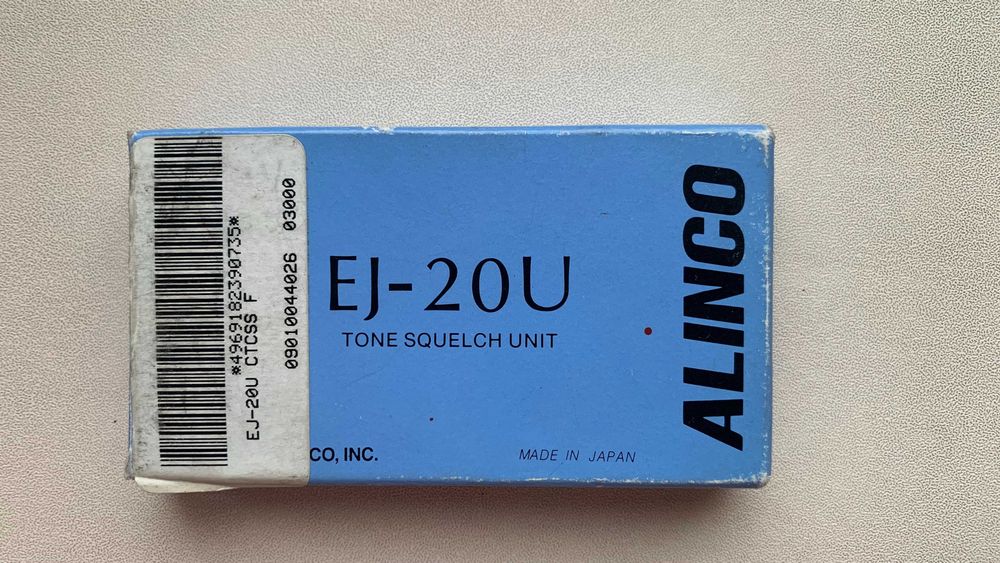 *4969182390735*
EJ-20U CTCSS F
09010044026 03000
EJ-20U
TONE SQUELCH UNIT
CO, INC.
MADE IN JAPAN
ALINCO